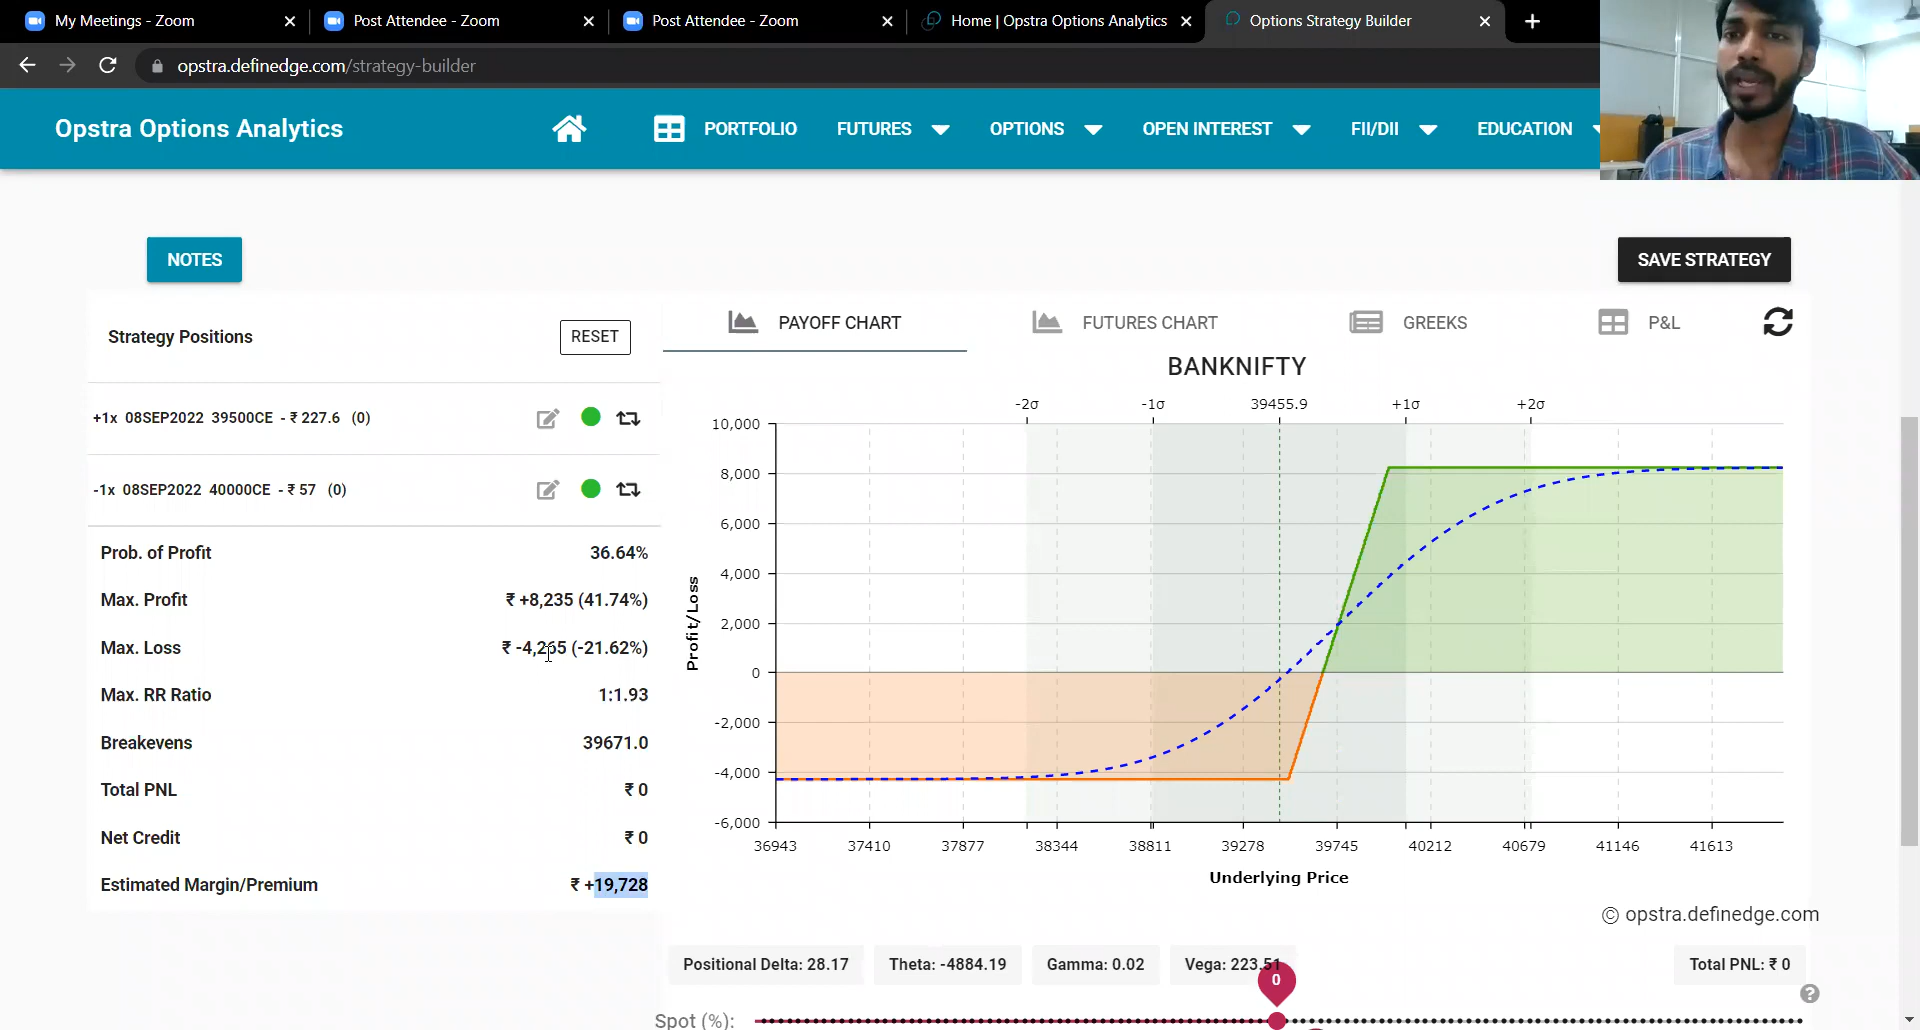 My Meetings - Zoom
Post Attendee - Zoom
Post Attendee - Zoom
Home | Opstra Options Analytics
Options Strategy Builder
opstra.definedge.com/strategy-builder
Opstra Options Analytics
PORTFOLIO
FUTURES
OPTIONS
OPEN INTEREST
FII/DII
EDUCATION
NOTES
SAVE STRATEGY
Strategy Positions
RESET
+1x 08SEP2022 39500CE - ₹ 227.6 (0)
-1x 08SEP2022 40000CE - ₹ 57 (0)
Prob. of Profit 36.64%
Max. Profit ₹ +8,235 (41.74%)
Max. Loss ₹ -4,265 (-21.62%)
Max. RR Ratio 1:1.93
Breakevens 39671.0
Total PNL ₹ 0
Net Credit ₹ 0
Estimated Margin/Premium ₹ +19,728
PAYOFF CHART
FUTURES CHART
GREEKS
P&L
BANKNIFTY
-2σ -1σ 39455.9 +1σ +2σ
10,000
8,000
6,000
4,000
2,000
0
-2,000
-4,000
-6,000
Profit/Loss
36943 37410 37877 38344 38811 39278 39745 40212 40679 41146 41613
Underlying Price
© opstra.definedge.com
Positional Delta: 28.17
Theta: -4884.19
Gamma: 0.02
Vega: 223.51
Total PNL: ₹ 0
0
?
Spot (%):